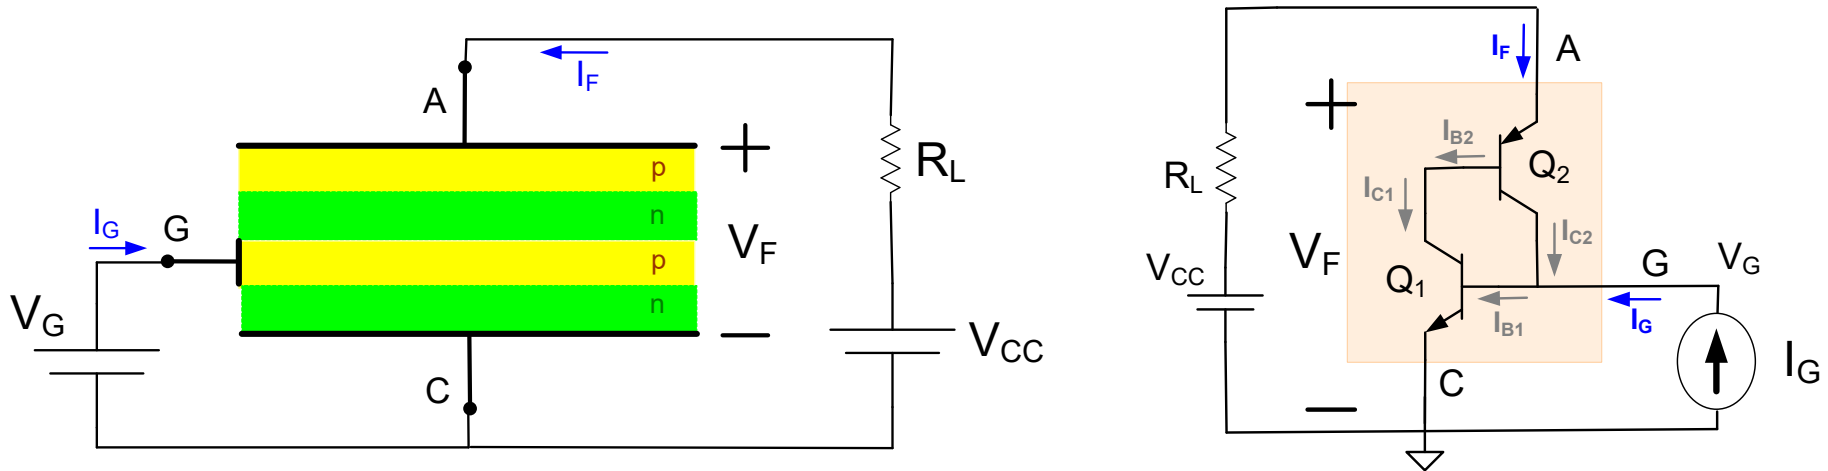 I_F
A
p
n
p
n
I_G
G
V_G
C
+
V_F
−
R_L
V_CC
I_F
A
+
V_F
−
R_L
V_CC
I_B2
Q_2
I_C1
I_C2
Q_1
I_B1
G
V_G
I_G
C
I_G